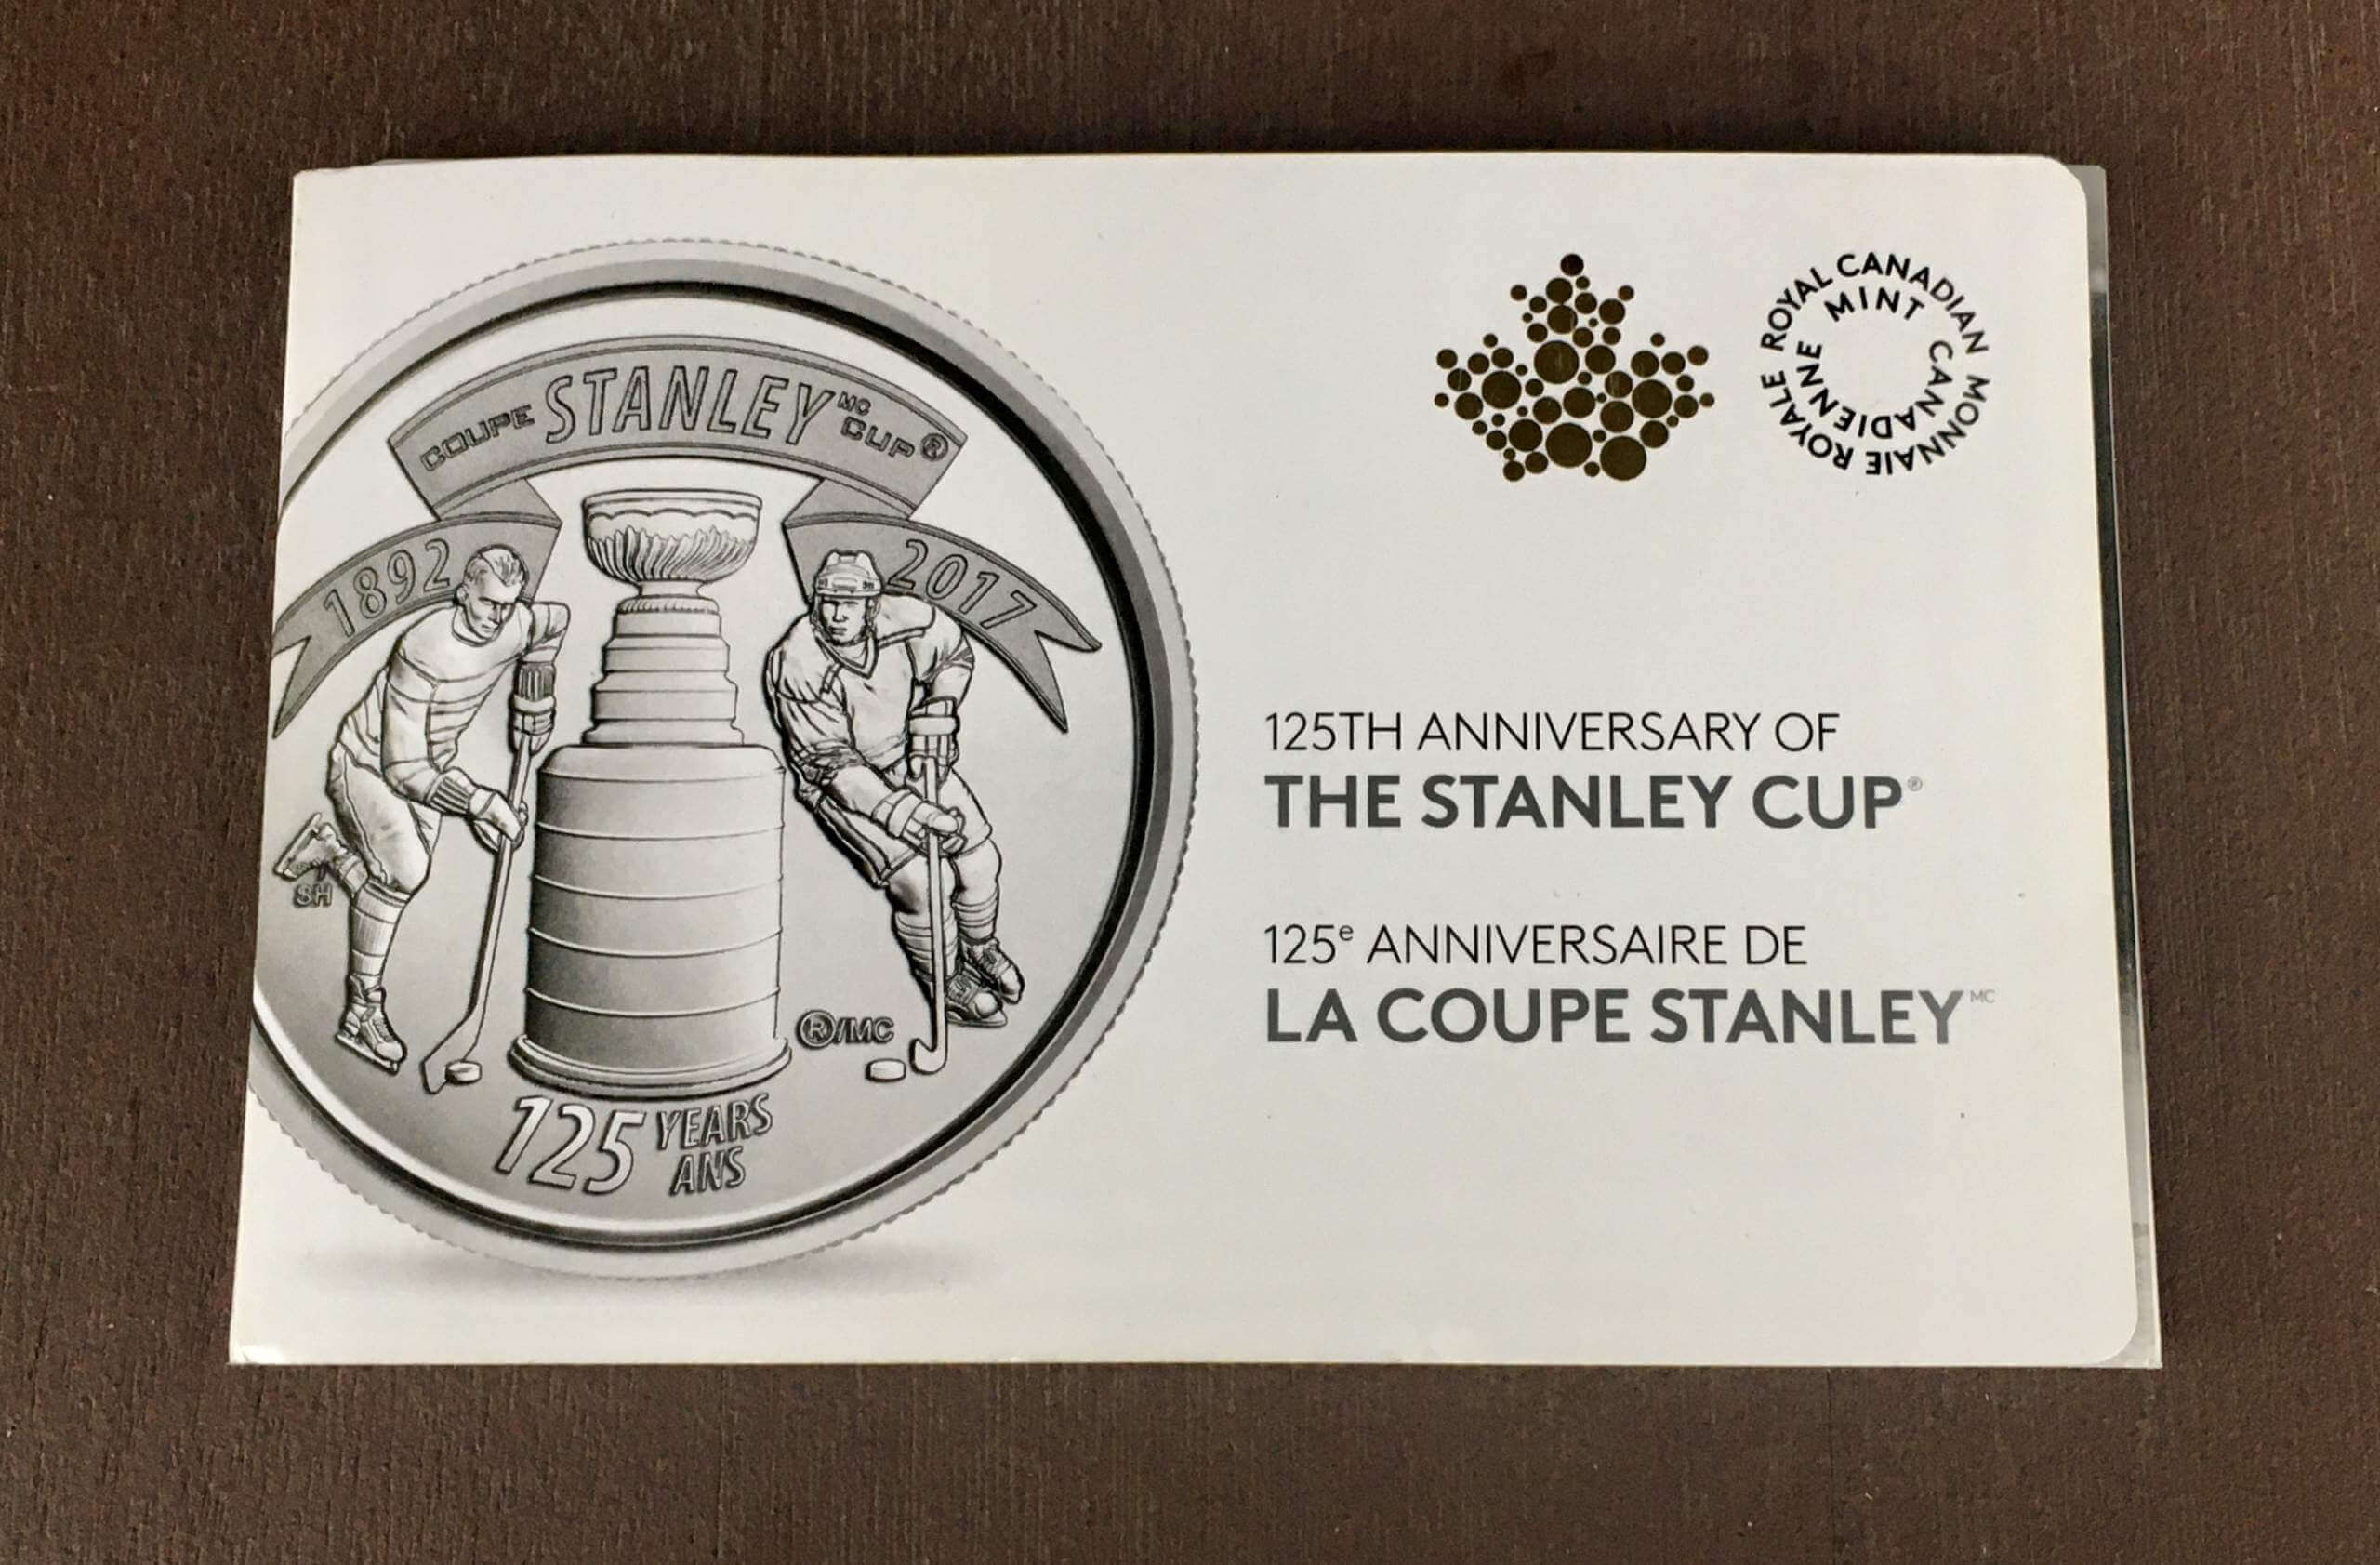 COUPE STANLEY MC CUP®
1892
2017
SH
®/MC
125 YEARS
ANS
ROYAL CANADIAN MINT
MONNAIE ROYALE CANADIENNE
125TH ANNIVERSARY OF
THE STANLEY CUP®
125e ANNIVERSAIRE DE
LA COUPE STANLEY MC